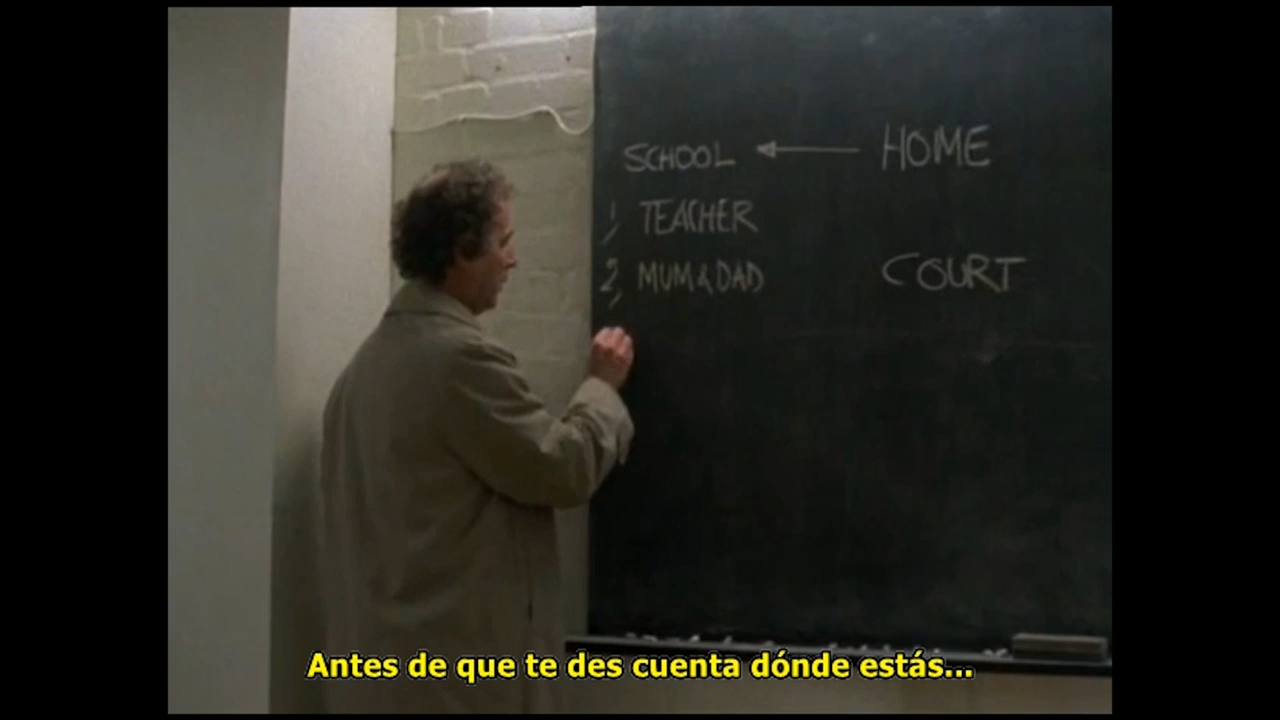 SCHOOL ← HOME
1, TEACHER
2, MUM & DAD
COURT
Antes de que te des cuenta dónde estás...